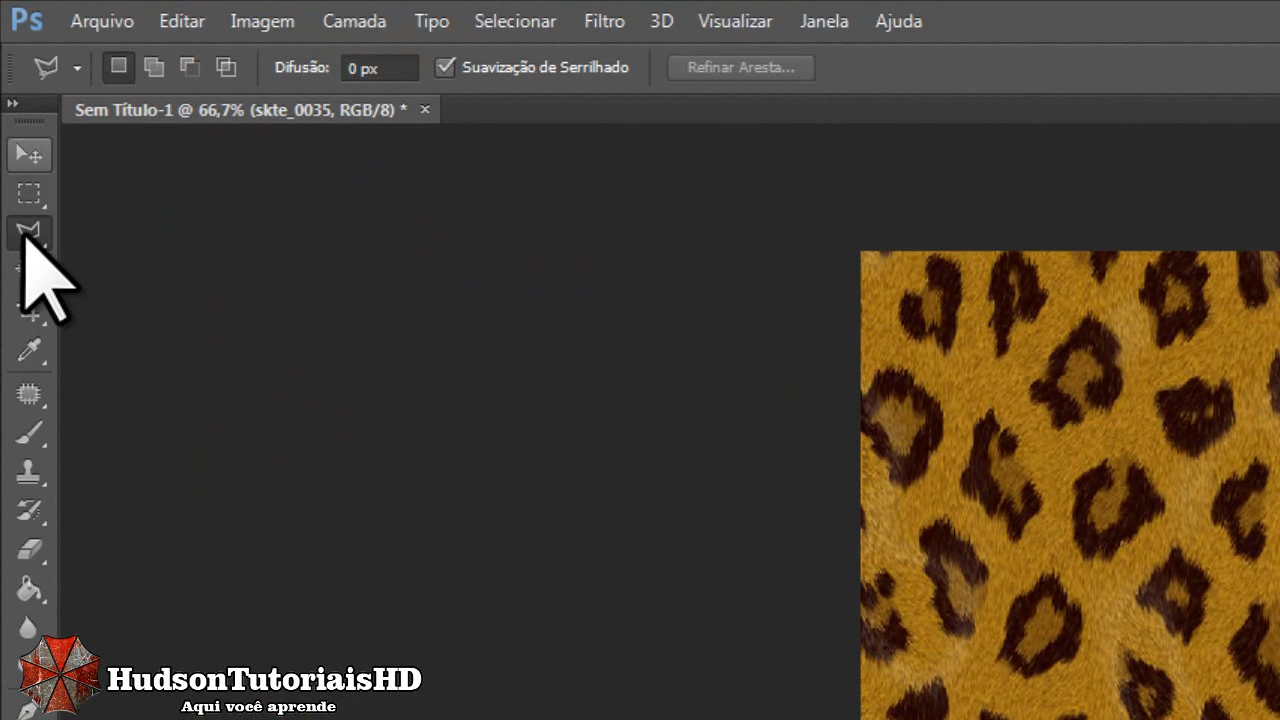 Ps Arquivo Editar Imagem Camada Tipo Selecionar Filtro 3D Visualizar Janela Ajuda
Difusão: 0 px Suavização de Serrilhado Refinar Aresta...
Sem Título-1 @ 66,7% (skte_0035, RGB/8) * ×
HudsonTutoriaisHD
Aqui você aprende